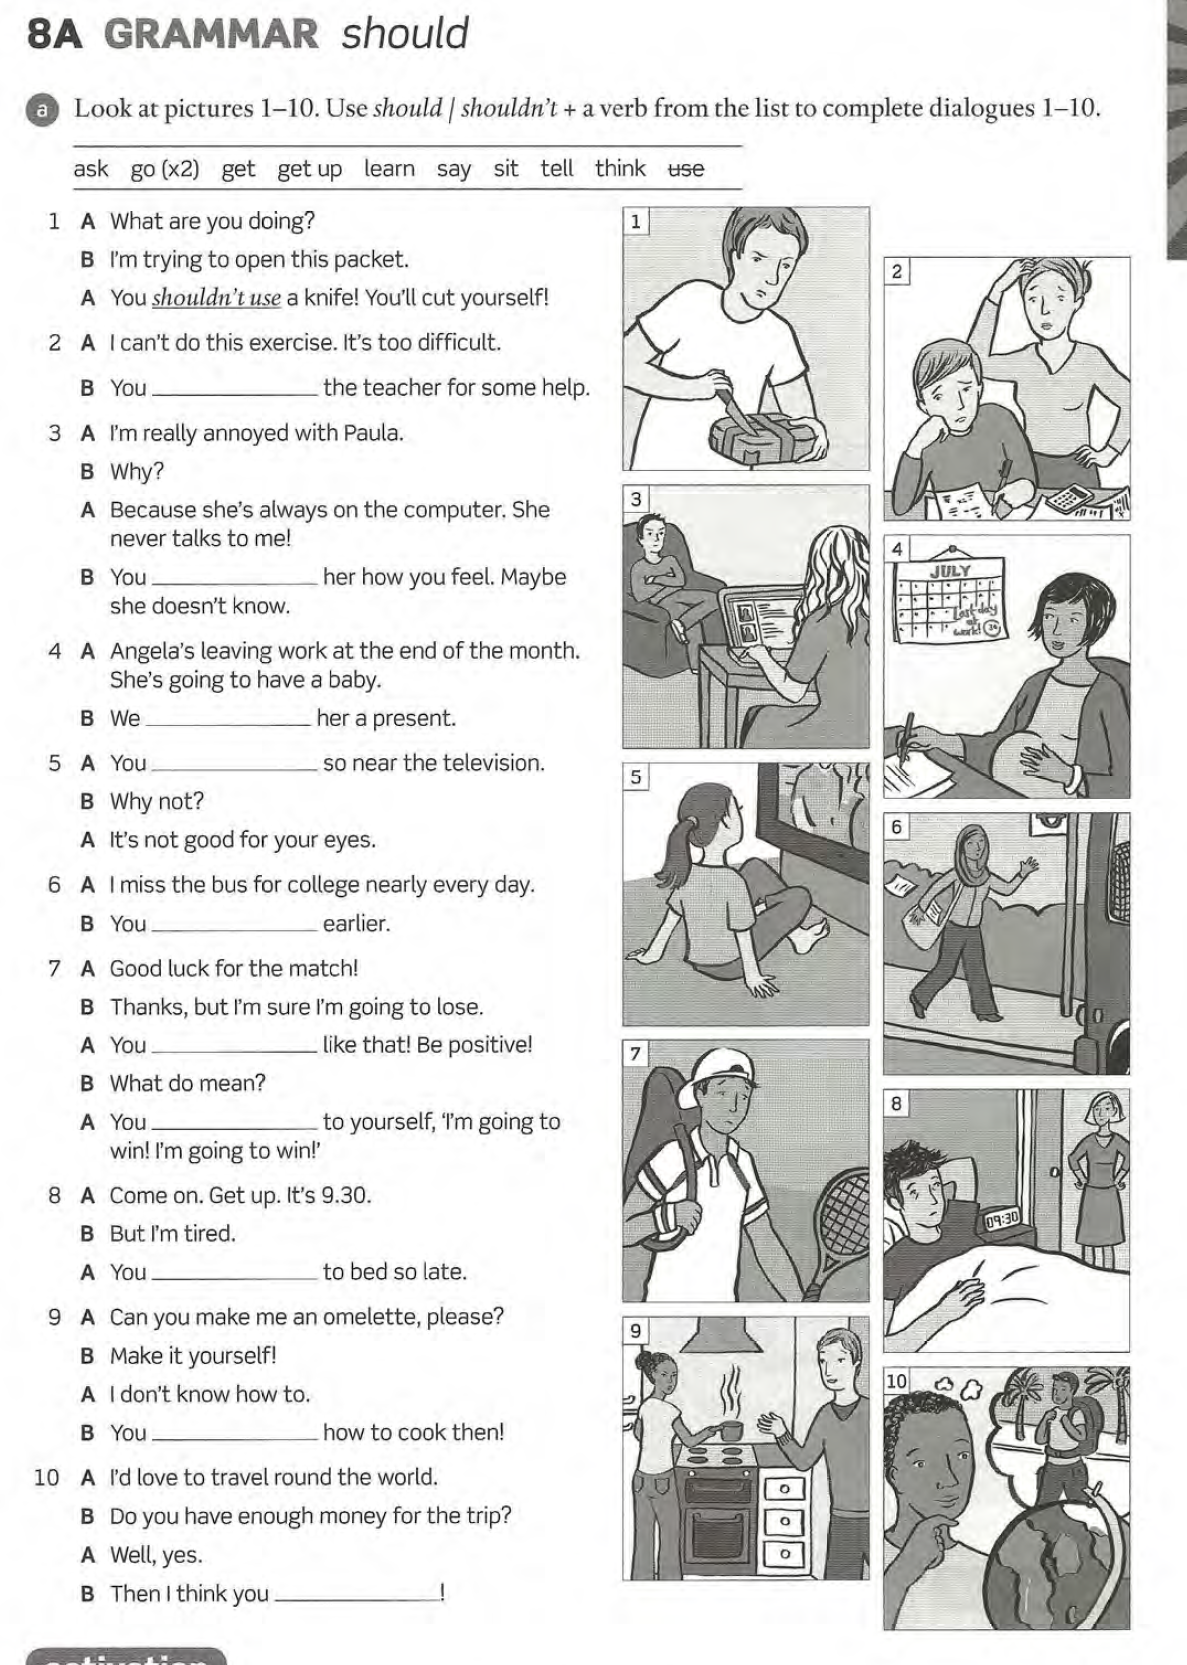 8A GRAMMAR should
a Look at pictures 1–10. Use should / shouldn't + a verb from the list to complete dialogues 1–10.
ask go (x2) get get up learn say sit tell think use
1 A What are you doing?
B I'm trying to open this packet.
A You shouldn't use a knife! You'll cut yourself!
2 A I can't do this exercise. It's too difficult.
B You ______________ the teacher for some help.
3 A I'm really annoyed with Paula.
B Why?
A Because she's always on the computer. She
never talks to me!
B You ______________ her how you feel. Maybe
she doesn't know.
4 A Angela's leaving work at the end of the month.
She's going to have a baby.
B We ______________ her a present.
5 A You ______________ so near the television.
B Why not?
A It's not good for your eyes.
6 A I miss the bus for college nearly every day.
B You ______________ earlier.
7 A Good luck for the match!
B Thanks, but I'm sure I'm going to lose.
A You ______________ like that! Be positive!
B What do mean?
A You ______________ to yourself, 'I'm going to
win! I'm going to win!'
8 A Come on. Get up. It's 9.30.
B But I'm tired.
A You ______________ to bed so late.
9 A Can you make me an omelette, please?
B Make it yourself!
A I don't know how to.
B You ______________ how to cook then!
10 A I'd love to travel round the world.
B Do you have enough money for the trip?
A Well, yes.
B Then I think you ______________!
1
2
3
4
JULY
Last day
at
work!
5
6
7
8
09:30
9
10
activation